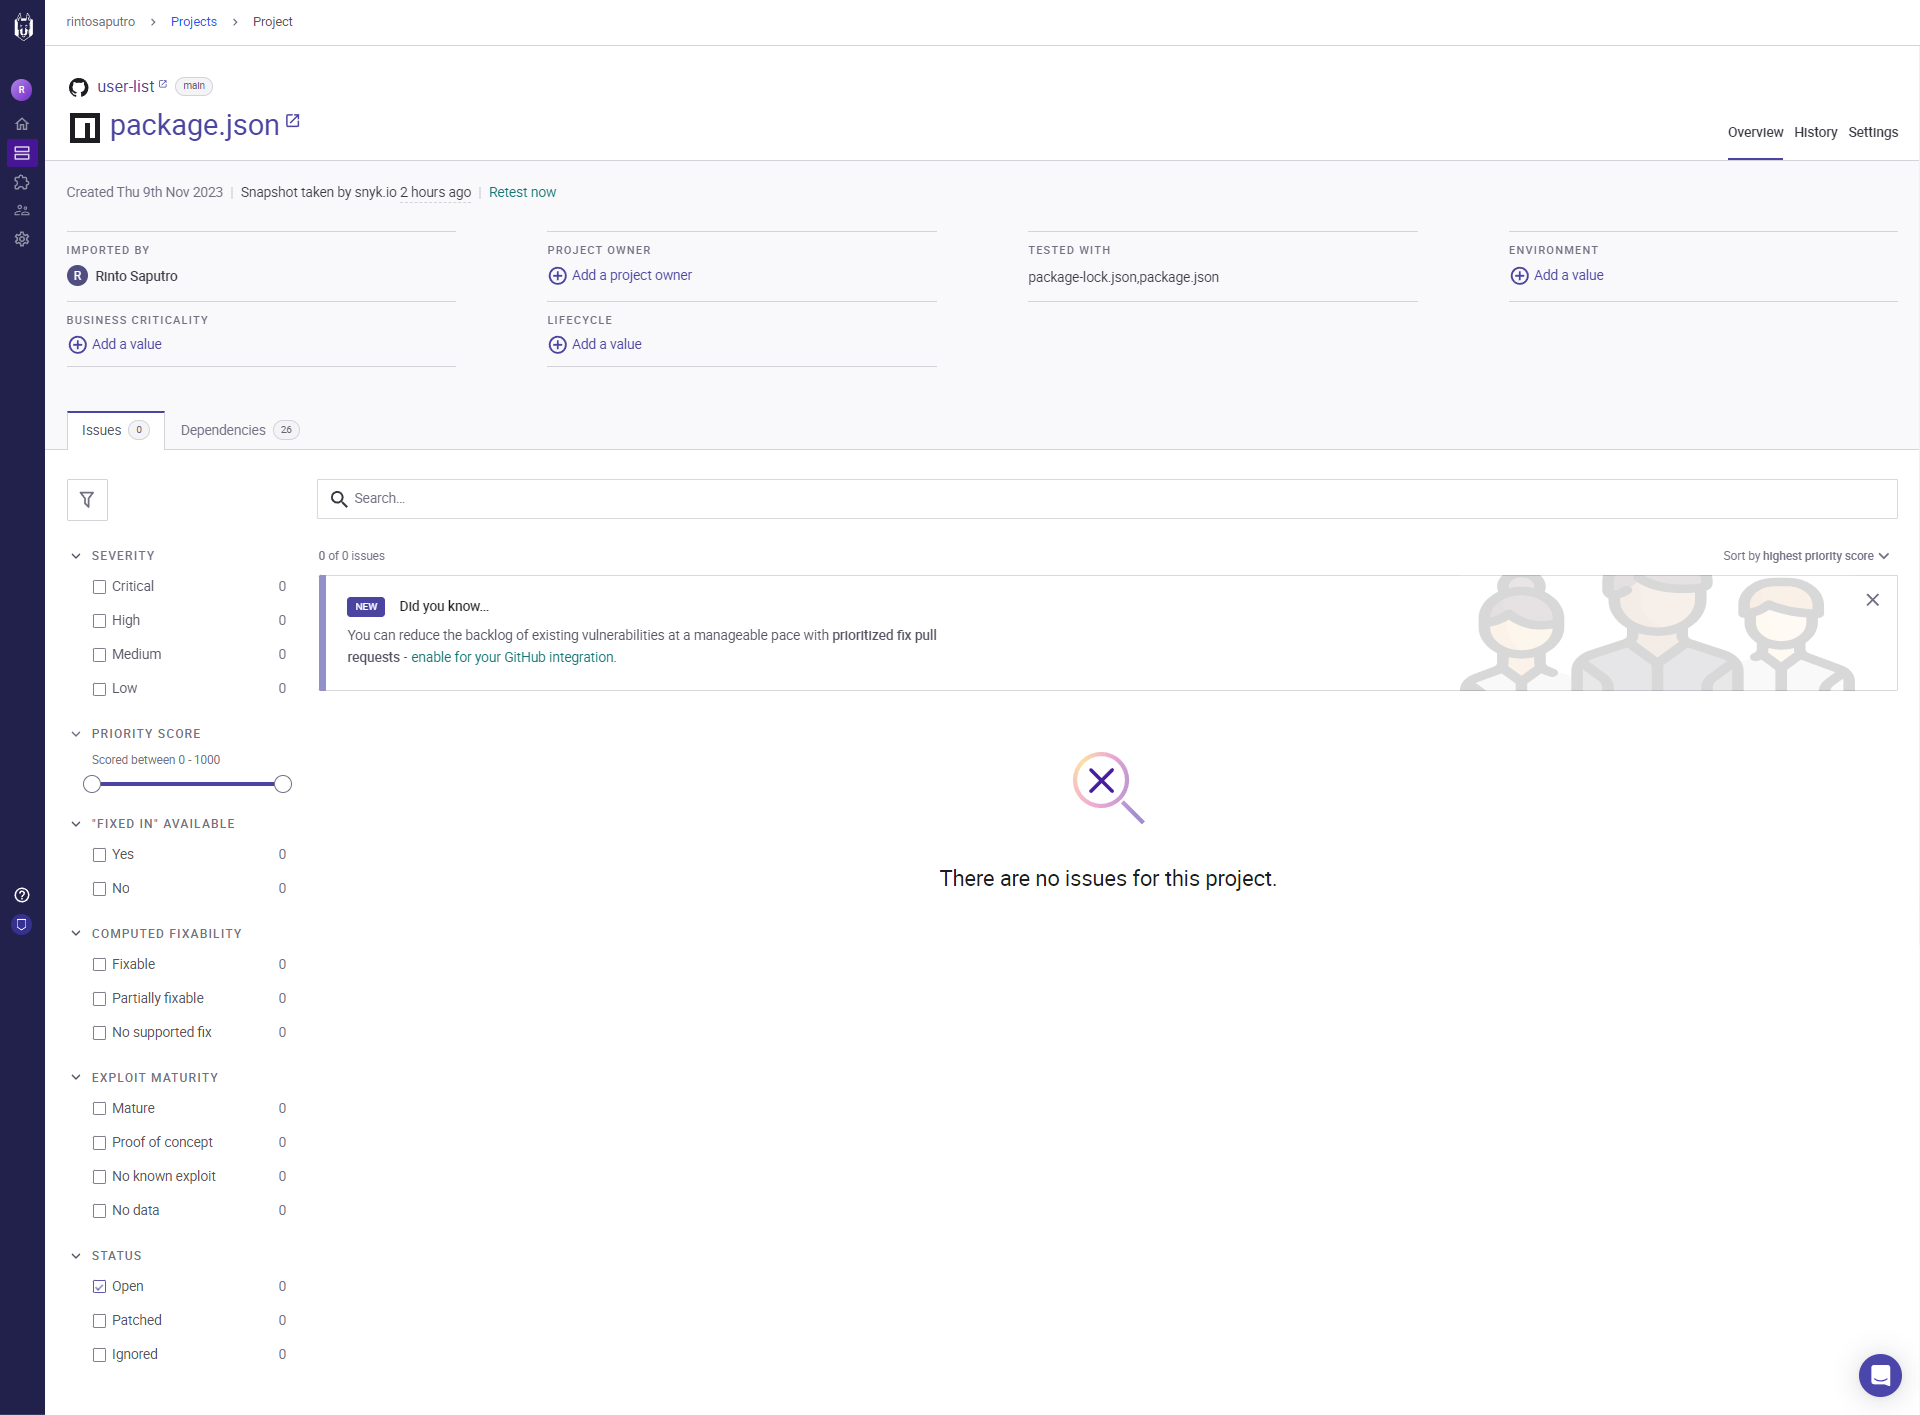 rintosaputro > Projects > Project
R
user-list main
package.json
Overview History Settings
Created Thu 9th Nov 2023 | Snapshot taken by snyk.io 2 hours ago | Retest now
IMPORTED BY PROJECT OWNER TESTED WITH ENVIRONMENT
R Rinto Saputro Add a project owner package-lock.json,package.json Add a value
BUSINESS CRITICALITY LIFECYCLE
Add a value Add a value
Issues 0 Dependencies 26
Search...
SEVERITY
Critical 0
High 0
Medium 0
Low 0
PRIORITY SCORE
Scored between 0 - 1000
"FIXED IN" AVAILABLE
Yes 0
No 0
COMPUTED FIXABILITY
Fixable 0
Partially fixable 0
No supported fix 0
EXPLOIT MATURITY
Mature 0
Proof of concept 0
No known exploit 0
No data 0
STATUS
Open 0
Patched 0
Ignored 0
0 of 0 issues Sort by highest priority score
NEW Did you know...
You can reduce the backlog of existing vulnerabilities at a manageable pace with prioritized fix pull
requests - enable for your GitHub integration.
There are no issues for this project.